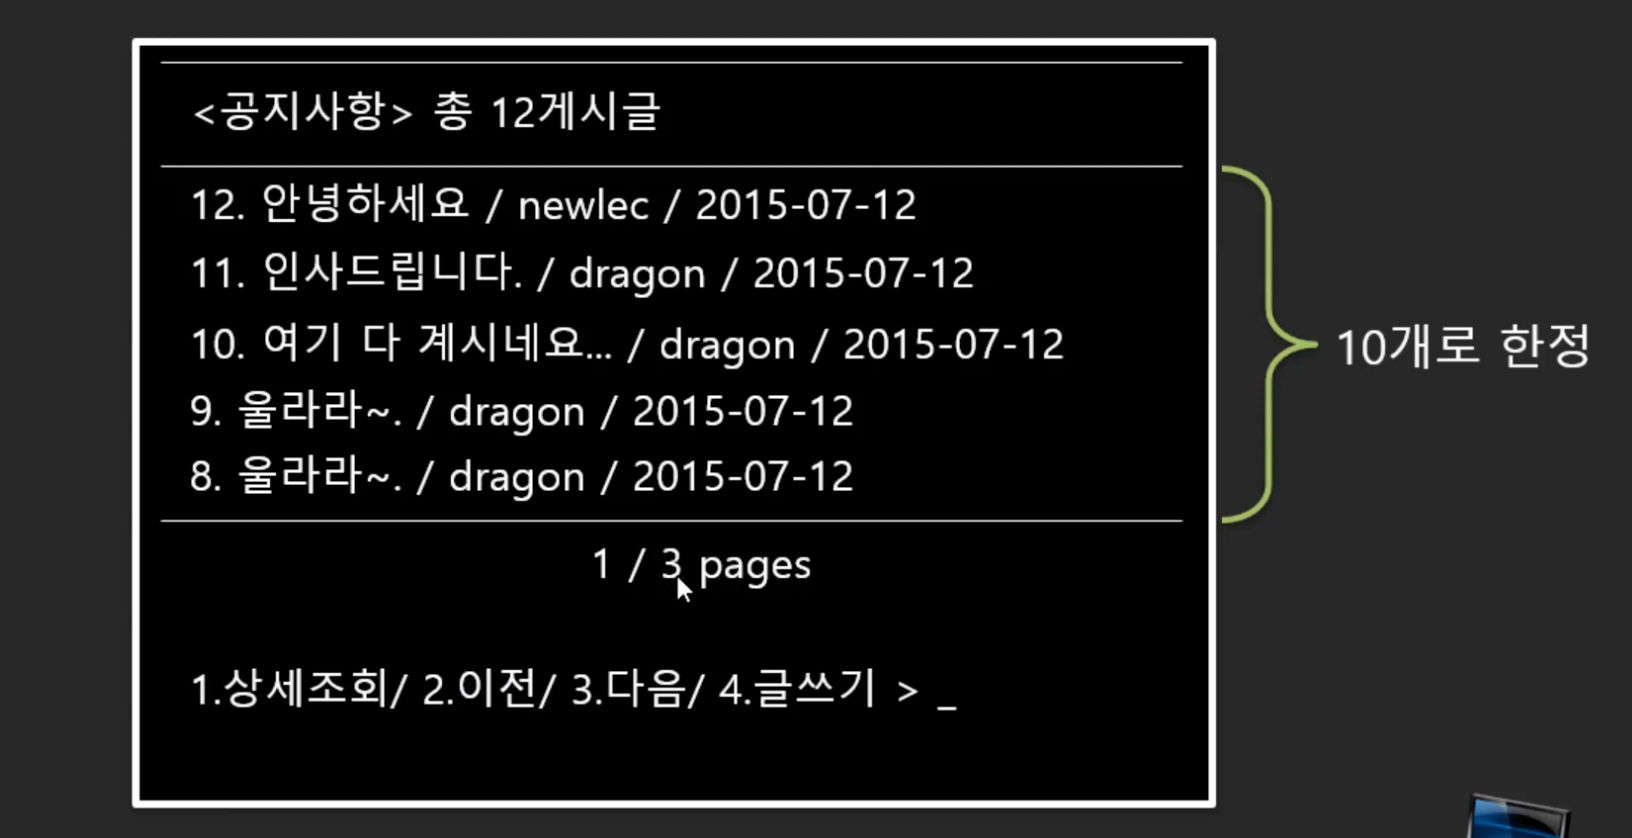 <공지사항> 총 12게시글
12. 안녕하세요 / newlec / 2015-07-12
11. 인사드립니다. / dragon / 2015-07-12
10. 여기 다 계시네요... / dragon / 2015-07-12
9. 울라라~. / dragon / 2015-07-12
8. 울라라~. / dragon / 2015-07-12
10개로 한정
1 / 3 pages
1.상세조회/ 2.이전/ 3.다음/ 4.글쓰기 > _